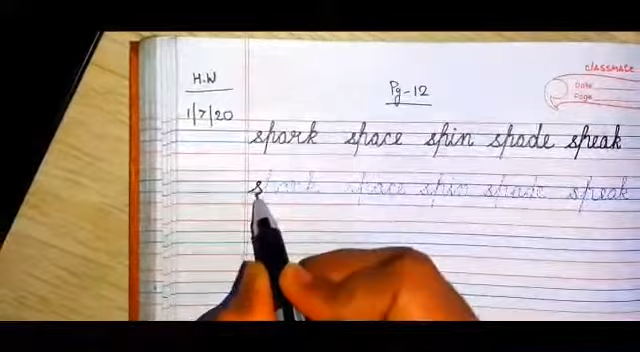 H.W
Pg-12
classmate
Date
Page
1/7/20
spark space spin spade speak
spark space spin spade speak